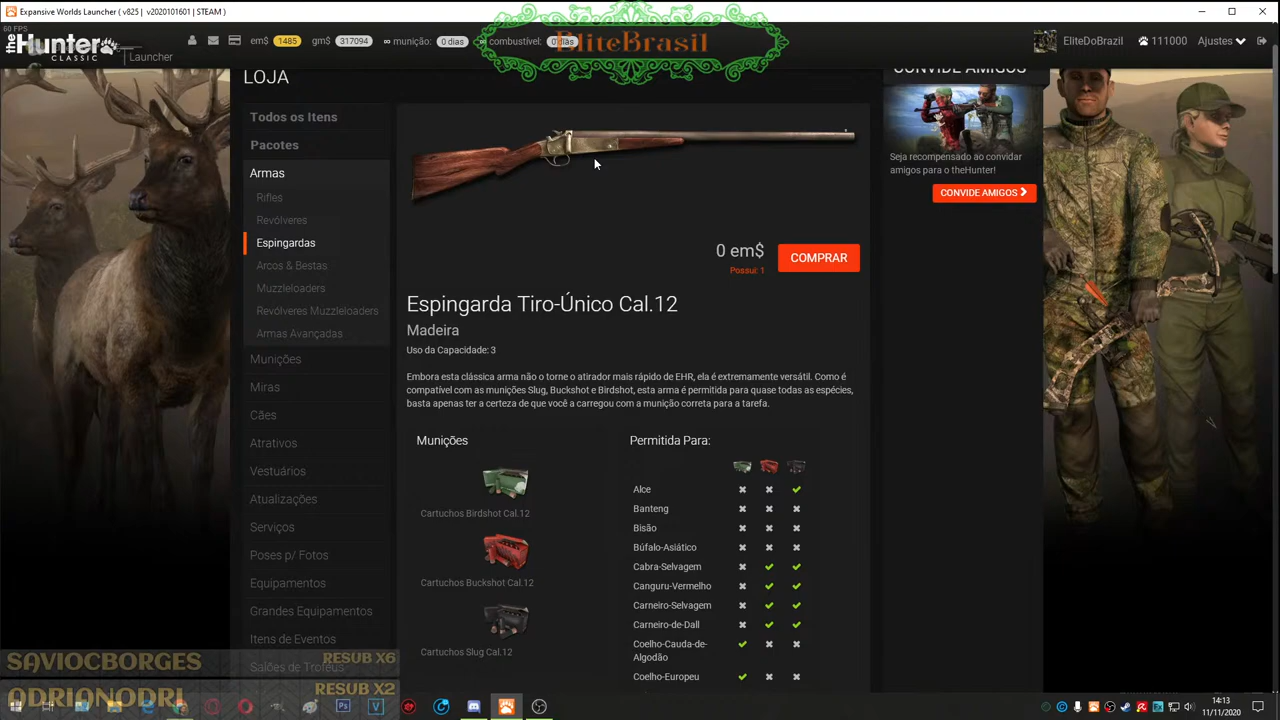 Expansive Worlds Launcher ( v825 | v2020101601 | STEAM )
60 FPS
theHunter
CLASSIC
Launcher
em$ 1485 gm$ 317094 ∞ munição: 0 dias ∞ combustível: 0 dias
EliteBrasil
EliteDoBrazil 111000 Ajustes
LOJA
CONVIDE AMIGOS
Todos os Itens
Pacotes
Armas
Rifles
Revólveres
Espingardas
Arcos & Bestas
Muzzleloaders
Revólveres Muzzleloaders
Armas Avançadas
Munições
Miras
Cães
Atrativos
Vestuários
Atualizações
Serviços
Poses p/ Fotos
Equipamentos
Grandes Equipamentos
Itens de Eventos
Salões de Troféus
0 em$
Possui: 1
COMPRAR
Espingarda Tiro-Único Cal.12
Madeira
Uso da Capacidade: 3
Embora esta clássica arma não o torne o atirador mais rápido de EHR, ela é extremamente versátil. Como é
compatível com as munições Slug, Buckshot e Birdshot, esta arma é permitida para quase todas as espécies,
basta apenas ter a certeza de que você a carregou com a munição correta para a tarefa.
Munições
Cartuchos Birdshot Cal.12
Cartuchos Buckshot Cal.12
Cartuchos Slug Cal.12
Permitida Para:
Alce
Banteng
Bisão
Búfalo-Asiático
Cabra-Selvagem
Canguru-Vermelho
Carneiro-Selvagem
Carneiro-de-Dall
Coelho-Cauda-de-
Algodão
Coelho-Europeu
Seja recompensado ao convidar
amigos para o theHunter!
CONVIDE AMIGOS
SAVIOCBORGES RESUB X6
ADRIANODRI RESUB X2
14:13
11/11/2020